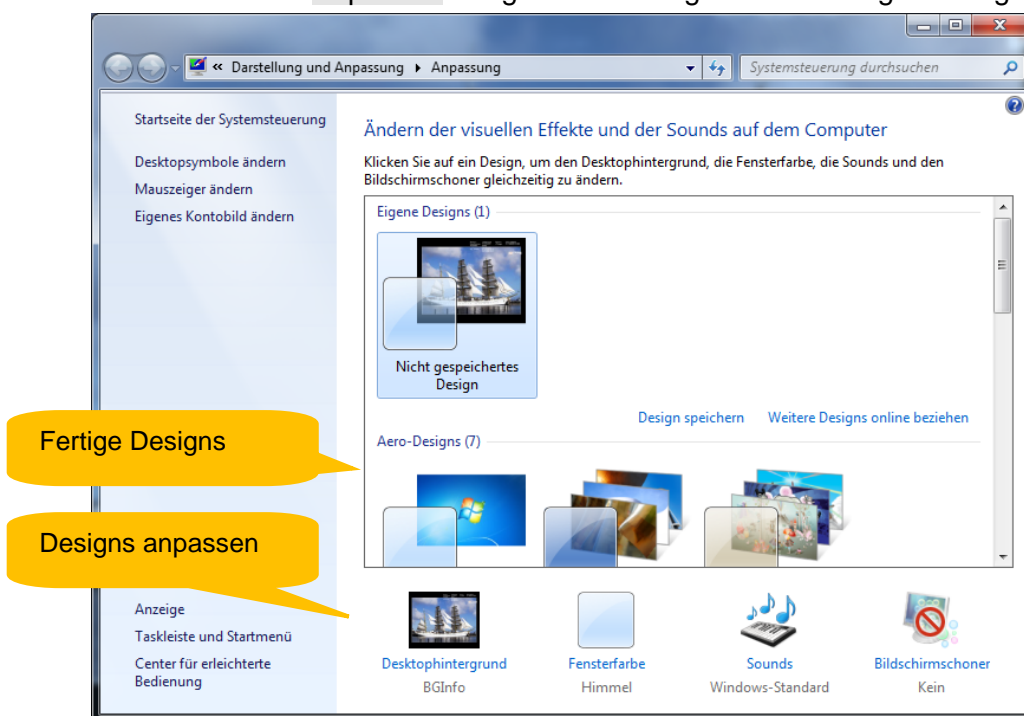 « Darstellung und Anpassung ▸ Anpassung
Systemsteuerung durchsuchen
Startseite der Systemsteuerung
Desktopsymbole ändern
Mauszeiger ändern
Eigenes Kontobild ändern
Ändern der visuellen Effekte und der Sounds auf dem Computer
Klicken Sie auf ein Design, um den Desktophintergrund, die Fensterfarbe, die Sounds und den
Bildschirmschoner gleichzeitig zu ändern.
Eigene Designs (1)
Nicht gespeichertes
Design
Design speichern Weitere Designs online beziehen
Aero-Designs (7)
Fertige Designs
Designs anpassen
Anzeige
Taskleiste und Startmenü
Center für erleichterte
Bedienung
Desktophintergrund
BGInfo
Fensterfarbe
Himmel
Sounds
Windows-Standard
Bildschirmschoner
Kein